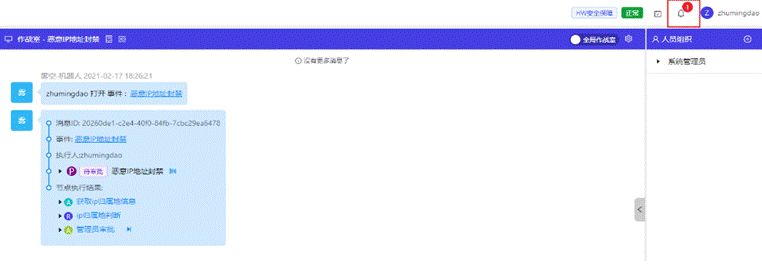 HW安全保障 正常 1 Z zhumingdao
作战室 - 恶意IP地址封禁 全局作战室 人员组织
没有更多消息了 系统管理员
-机器人 2021-02-17 18:26:21
zhumingdao 打开 事件： 恶意IP地址封禁
消息ID: 20260de1-c2e4-40f0-84fb-7cbc29ea6478
事件: 恶意IP地址封禁
执行人:zhumingdao
P 待审批 恶意IP地址封禁
节点执行结果:
A 获取ip归属地信息
R ip归属地判断
A 管理员审批